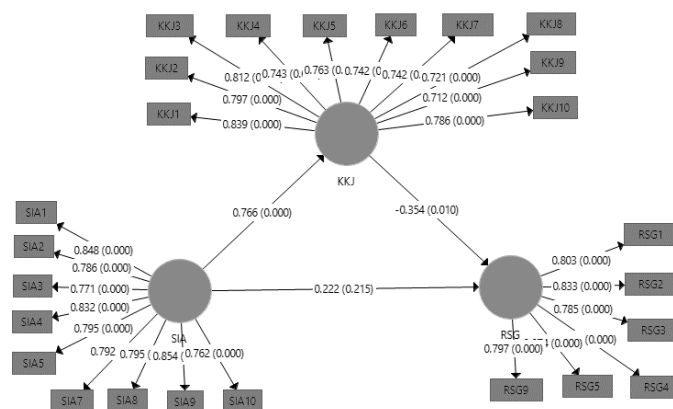 KKJ3
KKJ4
KKJ5
KKJ6
KKJ7
KKJ8
KKJ2
KKJ9
KKJ1
KKJ10
0.812
0.743
0.763
0.742
0.742
0.721 (0.000)
0.797 (0.000)
0.712 (0.000)
0.839 (0.000)
0.786 (0.000)
KKJ
0.766 (0.000)
-0.354 (0.010)
0.222 (0.215)
SIA1
SIA2
SIA3
SIA4
SIA5
SIA7
SIA8
SIA9
SIA10
0.848 (0.000)
0.786 (0.000)
0.771 (0.000)
0.832 (0.000)
0.795 (0.000)
0.792
0.795
0.854
0.762 (0.000)
SIA
RSG1
RSG2
RSG3
RSG4
RSG5
RSG9
0.803 (0.000)
0.833 (0.000)
0.785 (0.000)
(0.000)
0.797 (0.000)
RSG